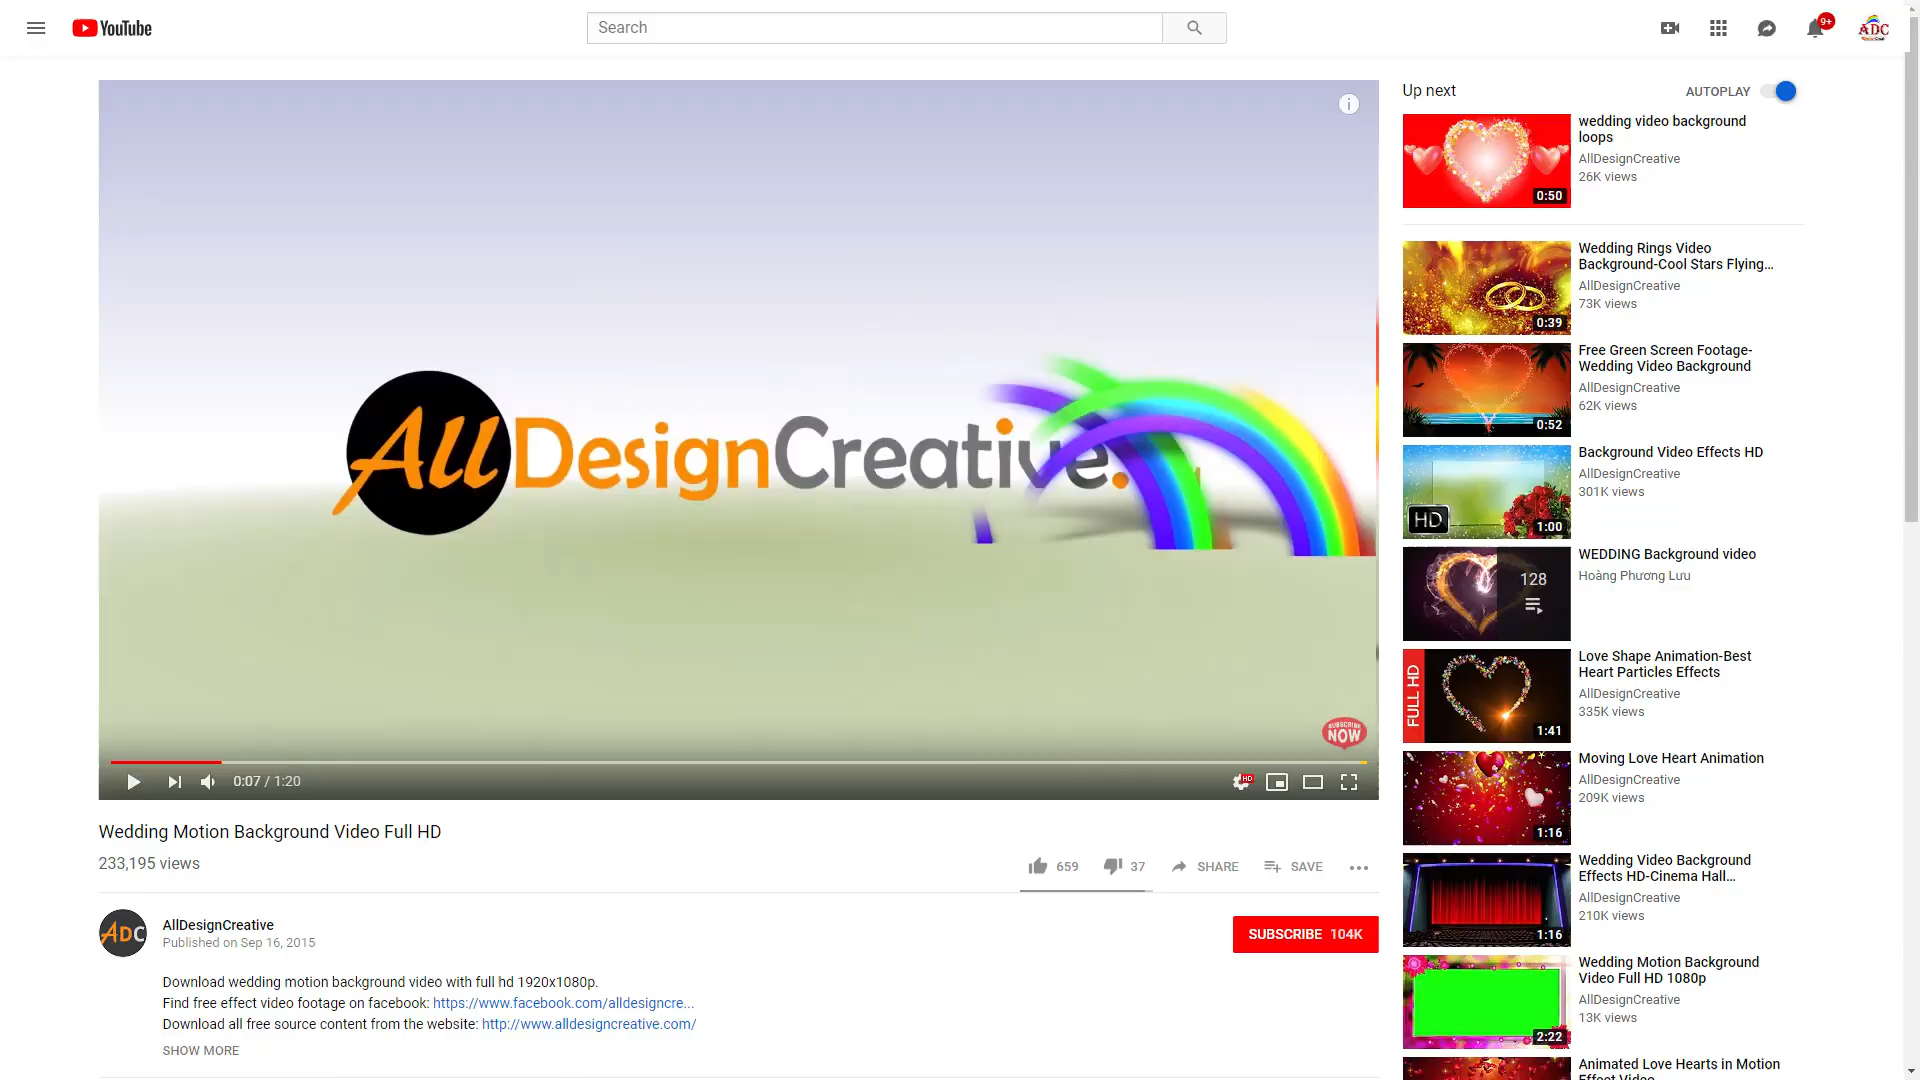 YouTube
Search
9+
ADC
AllDesignCreative.
SUBSCRIBE
NOW
0:07 / 1:20
HD
Wedding Motion Background Video Full HD
233,195 views
659
37
SHARE
SAVE
ADC
AllDesignCreative
Published on Sep 16, 2015
SUBSCRIBE 104K
Download wedding motion background video with full hd 1920x1080p.
Find free effect video footage on facebook: https://www.facebook.com/alldesigncre...
Download all free source content from the website: http://www.alldesigncreative.com/
SHOW MORE
Up next
AUTOPLAY
0:50
wedding video background
loops
AllDesignCreative
26K views
0:39
Wedding Rings Video
Background-Cool Stars Flying...
AllDesignCreative
73K views
0:52
Free Green Screen Footage-
Wedding Video Background
AllDesignCreative
62K views
HD
1:00
Background Video Effects HD
AllDesignCreative
301K views
128
WEDDING Background video
Hoàng Phương Lưu
FULL HD
1:41
Love Shape Animation-Best
Heart Particles Effects
AllDesignCreative
335K views
1:16
Moving Love Heart Animation
AllDesignCreative
209K views
1:16
Wedding Video Background
Effects HD-Cinema Hall...
AllDesignCreative
210K views
2:22
Wedding Motion Background
Video Full HD 1080p
AllDesignCreative
13K views
Animated Love Hearts in Motion
Effect Video